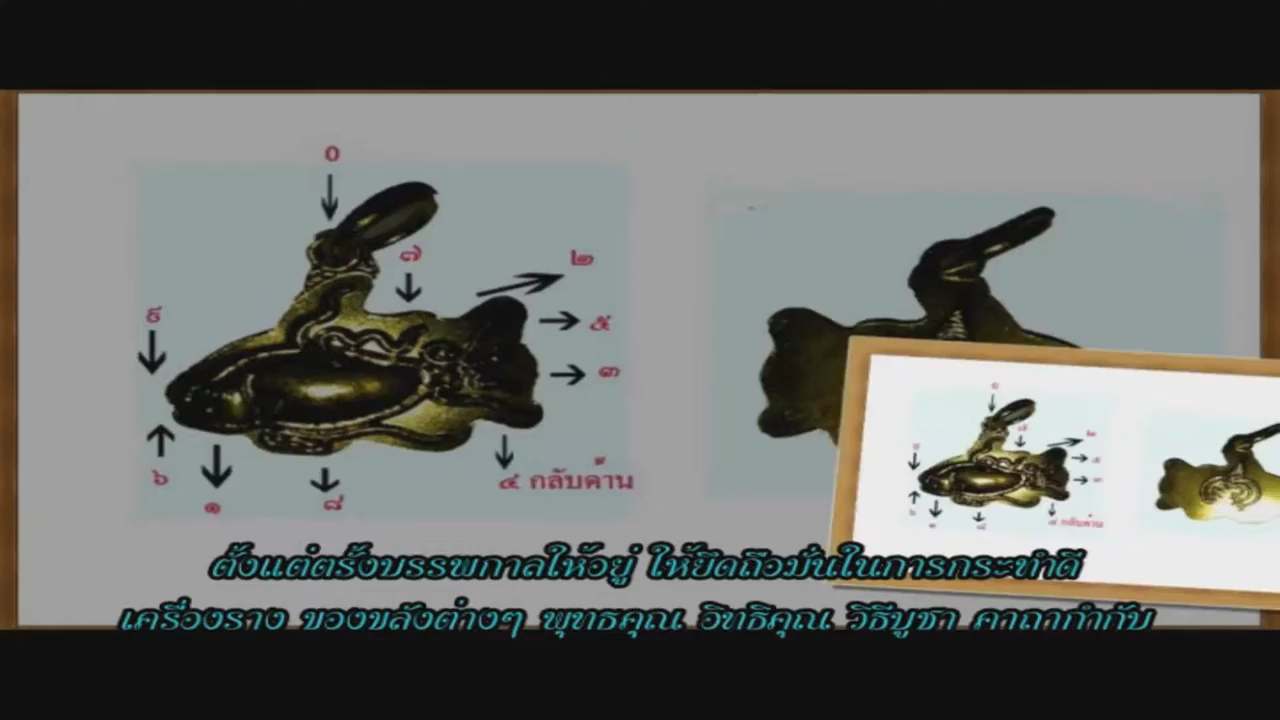 ๐
๗
๒
๕
๓
๖
๑
๘
๔ กลับด้าน
ตั้งแต่ครั้งบรรพกาลให้อยู่ ให้ยึดถือมั่นในการกระทำดี
เครื่องราง ของขลังต่างๆ พุทธคุณ อิทธิคุณ วิธีบูชา คาถากำกับ